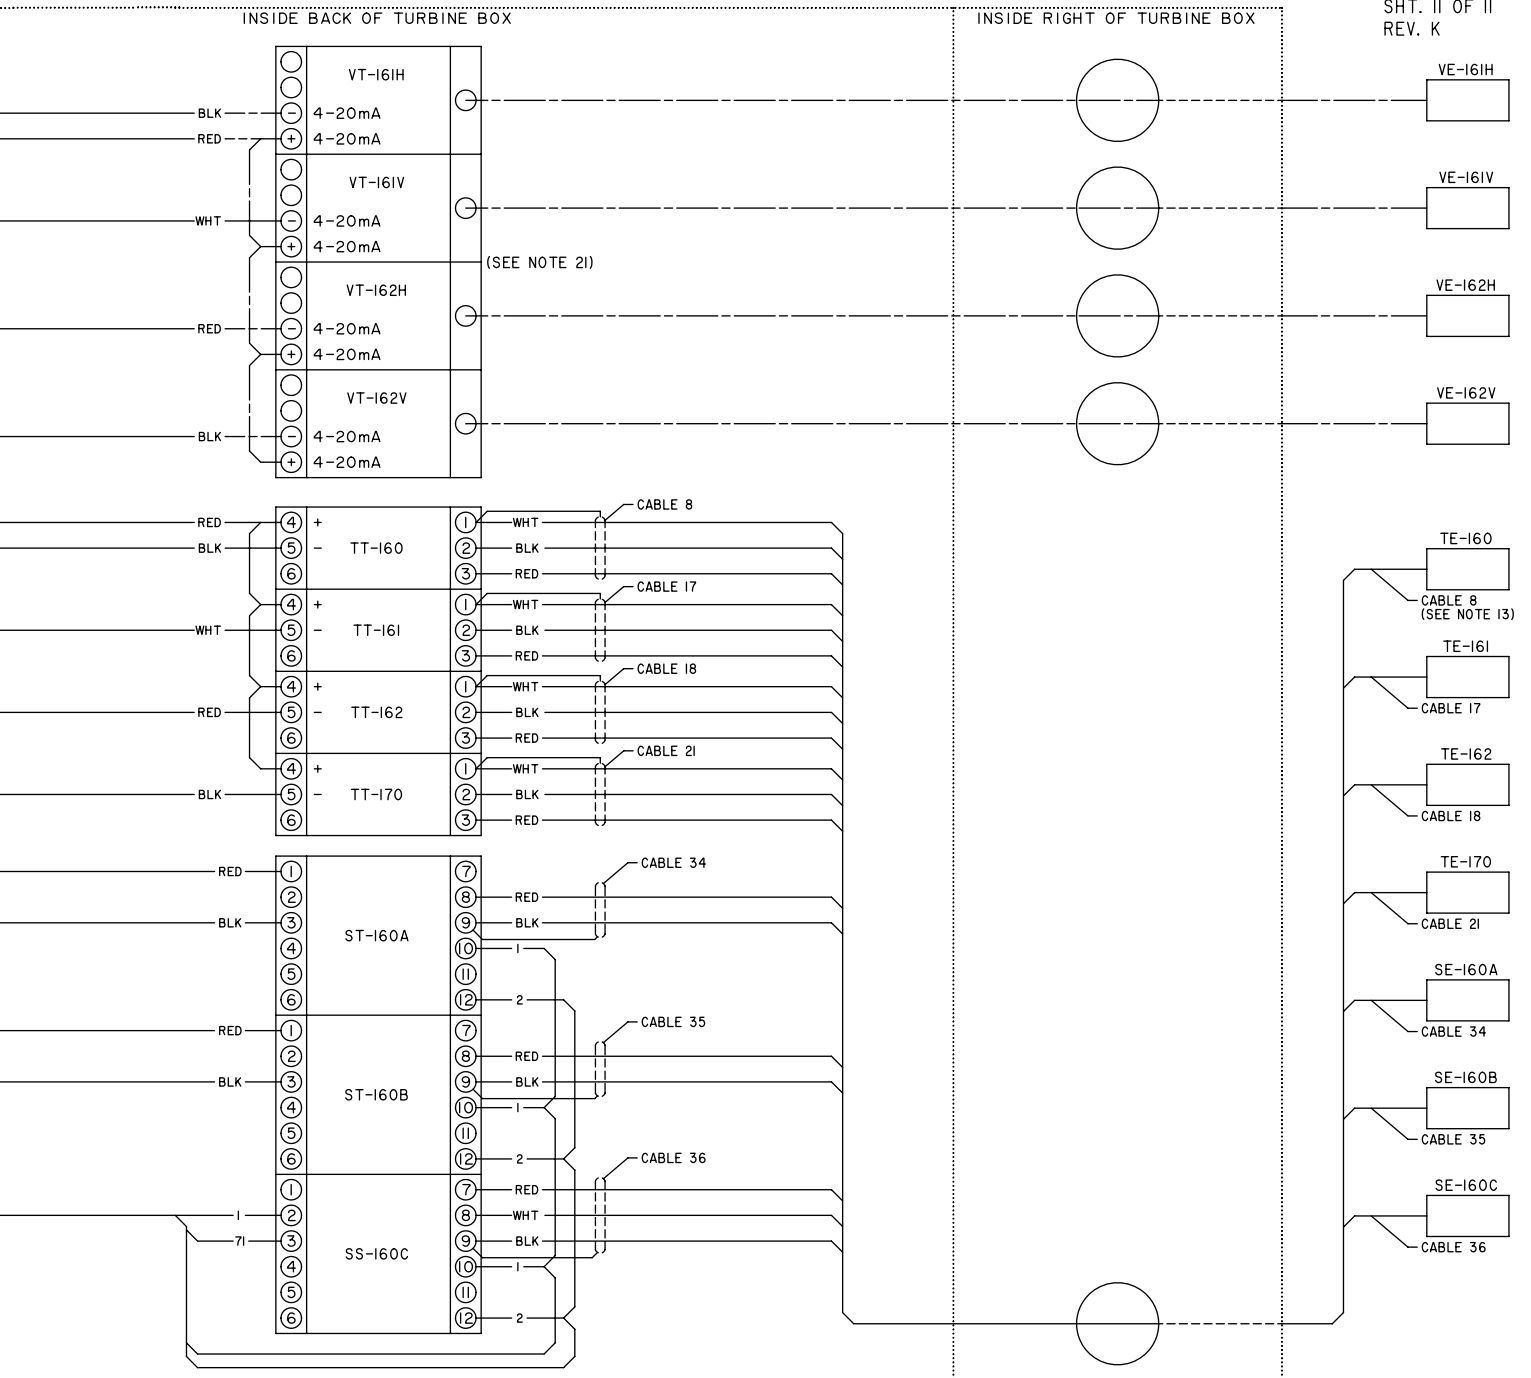 INSIDE BACK OF TURBINE BOX
INSIDE RIGHT OF TURBINE BOX
SHT. 11 OF 11
REV. K
VT-161H
BLK - 4-20mA
RED + 4-20mA
VE-161H
VT-161V
WHT - 4-20mA
+ 4-20mA
VE-161V
(SEE NOTE 21)
VT-162H
RED - 4-20mA
+ 4-20mA
VE-162H
VT-162V
BLK - 4-20mA
+ 4-20mA
VE-162V
CABLE 8
RED 4 + 1 WHT
BLK 5 - TT-160 2 BLK
6 3 RED
TE-160
CABLE 8
(SEE NOTE 13)
CABLE 17
4 + 1 WHT
WHT 5 - TT-161 2 BLK
6 3 RED
TE-161
CABLE 17
CABLE 18
4 + 1 WHT
RED 5 - TT-162 2 BLK
6 3 RED
TE-162
CABLE 18
CABLE 21
4 + 1 WHT
BLK 5 - TT-170 2 BLK
6 3 RED
TE-170
CABLE 21
CABLE 34
RED 1 7
2 8 RED
BLK 3 9 BLK
ST-160A
4 10 1
5 11
6 12 2
SE-160A
CABLE 34
CABLE 35
RED 1 7
2 8 RED
BLK 3 9 BLK
ST-160B
4 10 1
5 11
6 12 2
SE-160B
CABLE 35
CABLE 36
1 7 RED
1 2 8 WHT
71 3 9 BLK
SS-160C
4 10 1
5 11
6 12 2
SE-160C
CABLE 36